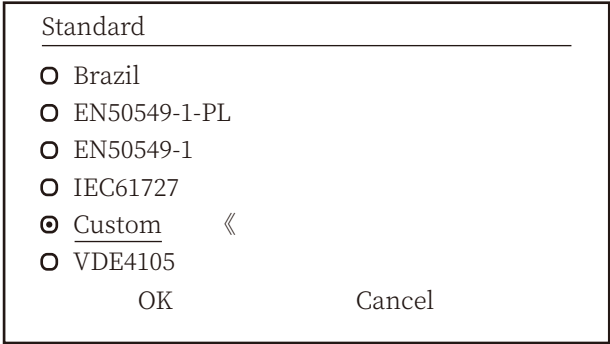 Standard
Brazil
EN50549-1-PL
EN50549-1
IEC61727
Custom 《
VDE4105
OK Cancel